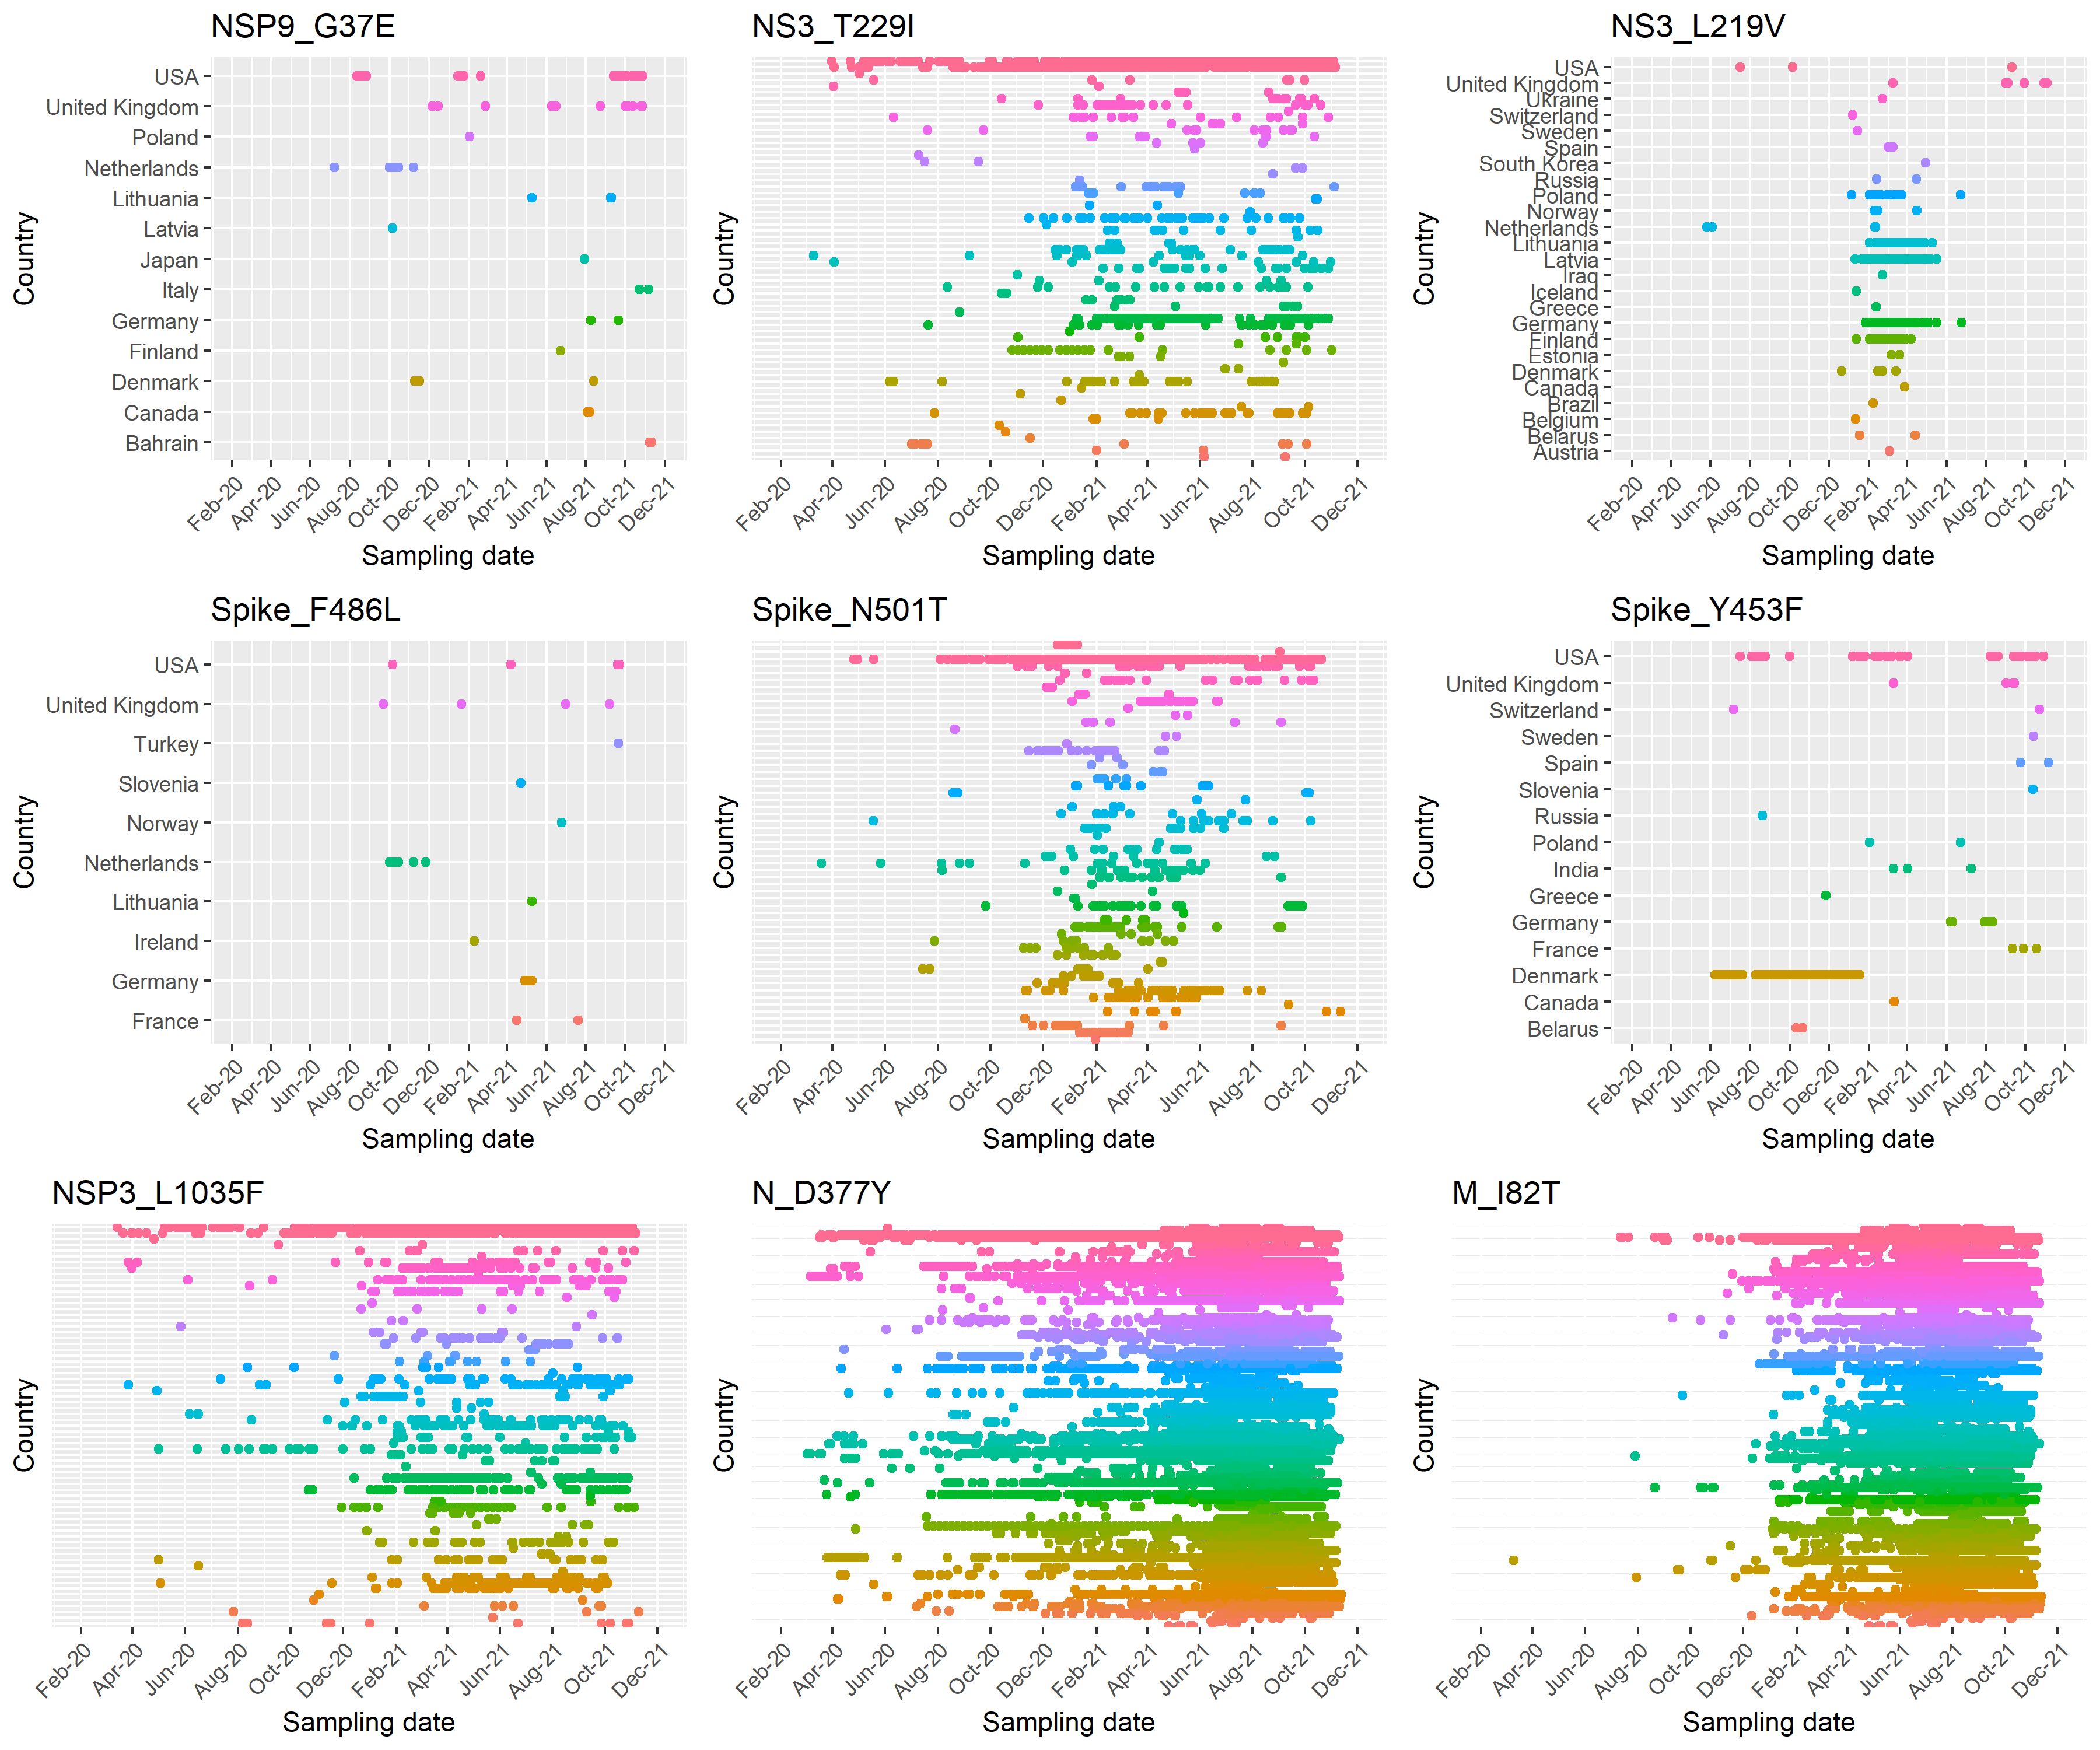 NSP9_G37E
USA
United Kingdom
Poland
Netherlands
Lithuania
Latvia
Japan
Italy
Germany
Finland
Denmark
Canada
Bahrain
Country
Feb-20 Apr-20 Jun-20 Aug-20 Oct-20 Dec-20 Feb-21 Apr-21 Jun-21 Aug-21 Oct-21 Dec-21
Sampling date
NS3_T229I
Country
Feb-20 Apr-20 Jun-20 Aug-20 Oct-20 Dec-20 Feb-21 Apr-21 Jun-21 Aug-21 Oct-21 Dec-21
Sampling date
NS3_L219V
USA
United Kingdom
Ukraine
Switzerland
Sweden
Spain
South Korea
Russia
Poland
Norway
Netherlands
Lithuania
Latvia
Iraq
Iceland
Greece
Germany
Finland
Estonia
Denmark
Canada
Brazil
Belgium
Belarus
Austria
Country
Feb-20 Apr-20 Jun-20 Aug-20 Oct-20 Dec-20 Feb-21 Apr-21 Jun-21 Aug-21 Oct-21 Dec-21
Sampling date
Spike_F486L
USA
United Kingdom
Turkey
Slovenia
Norway
Netherlands
Lithuania
Ireland
Germany
France
Country
Feb-20 Apr-20 Jun-20 Aug-20 Oct-20 Dec-20 Feb-21 Apr-21 Jun-21 Aug-21 Oct-21 Dec-21
Sampling date
Spike_N501T
Country
Feb-20 Apr-20 Jun-20 Aug-20 Oct-20 Dec-20 Feb-21 Apr-21 Jun-21 Aug-21 Oct-21 Dec-21
Sampling date
Spike_Y453F
USA
United Kingdom
Switzerland
Sweden
Spain
Slovenia
Russia
Poland
India
Greece
Germany
France
Denmark
Canada
Belarus
Country
Feb-20 Apr-20 Jun-20 Aug-20 Oct-20 Dec-20 Feb-21 Apr-21 Jun-21 Aug-21 Oct-21 Dec-21
Sampling date
NSP3_L1035F
Country
Feb-20 Apr-20 Jun-20 Aug-20 Oct-20 Dec-20 Feb-21 Apr-21 Jun-21 Aug-21 Oct-21 Dec-21
Sampling date
N_D377Y
Country
Feb-20 Apr-20 Jun-20 Aug-20 Oct-20 Dec-20 Feb-21 Apr-21 Jun-21 Aug-21 Oct-21 Dec-21
Sampling date
M_I82T
Country
Feb-20 Apr-20 Jun-20 Aug-20 Oct-20 Dec-20 Feb-21 Apr-21 Jun-21 Aug-21 Oct-21 Dec-21
Sampling date